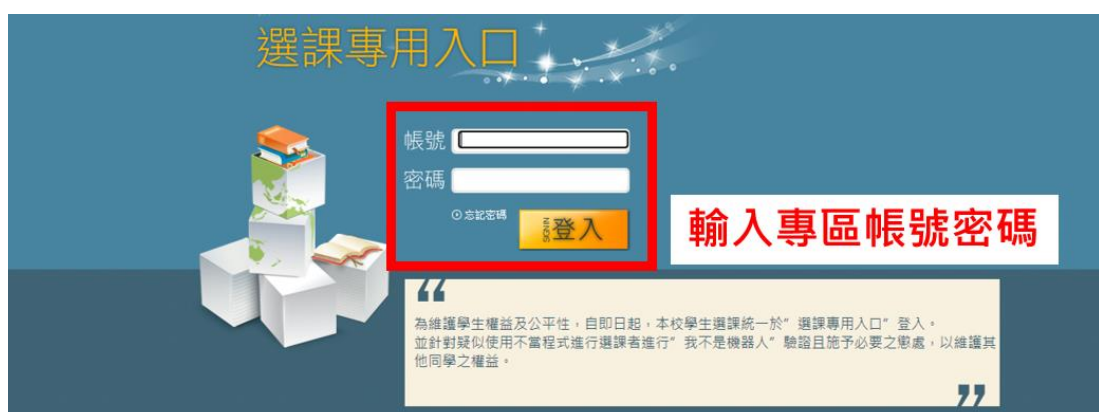 選課專用入口
帳號
密碼
忘記密碼
登入
輸入專區帳號密碼
“
為維護學生權益及公平性，自即日起，本校學生選課統一於”選課專用入口”登入。
並針對疑似使用不當程式進行選課者進行”我不是機器人”驗證且施予必要之懲處，以維護其
他同學之權益。
”